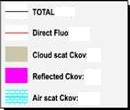 TOTAL
Direct Fluo
Cloud scat Ckov
Reflected Ckov:
Air scat Ckov: